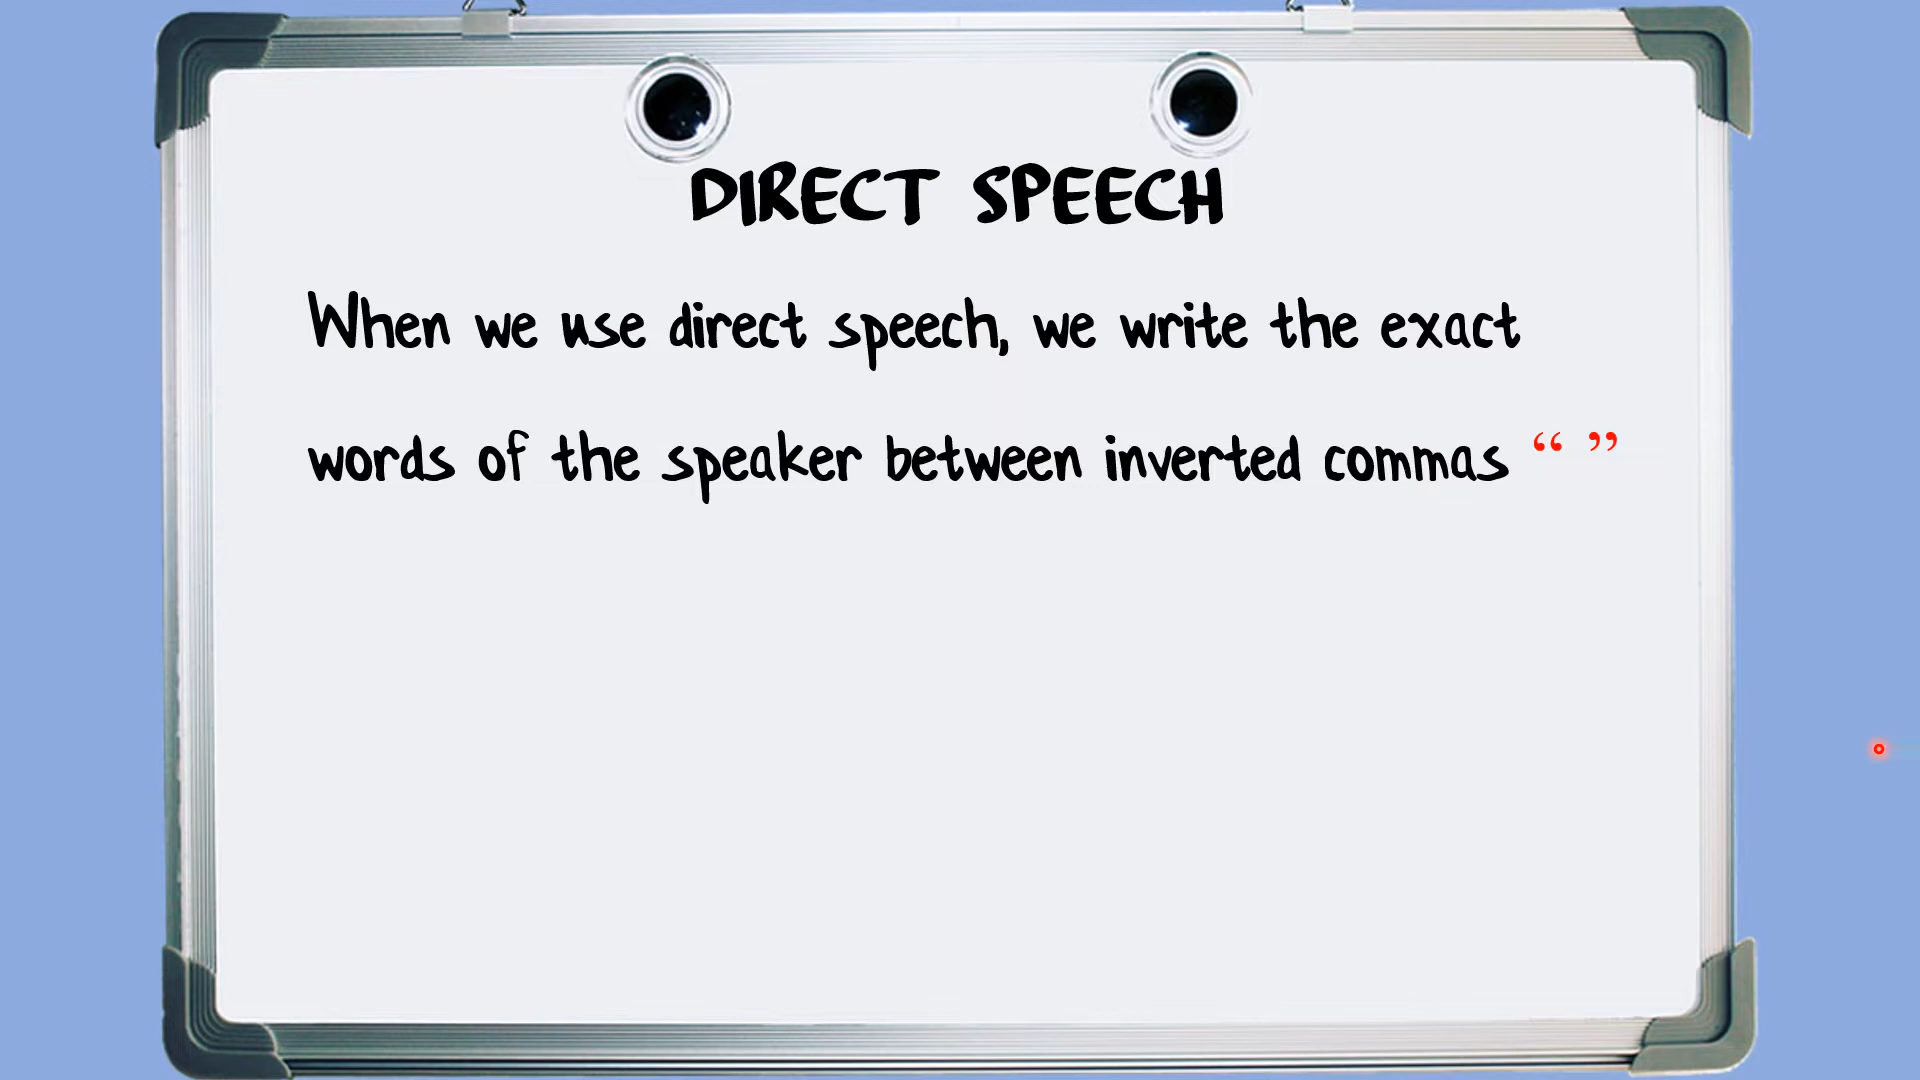 DIRECT SPEECH
When we use direct speech, we write the exact
words of the speaker between inverted commas “ ”